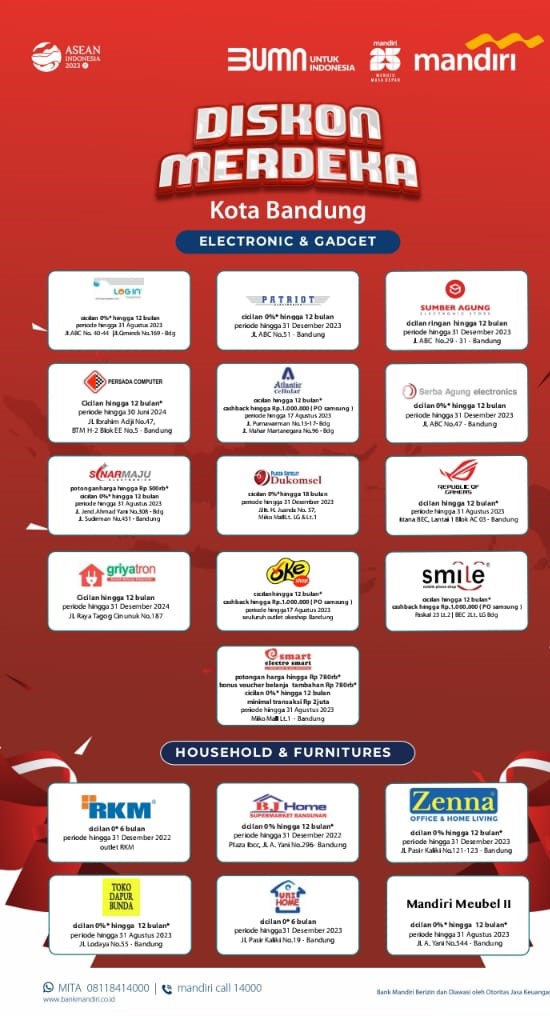 ASEAN
INDONESIA
2023
BUMN UNTUK
INDONESIA
mandiri
25
MENUJU
MASA DEPAN
mandiri
DISKON
MERDEKA
Kota Bandung
ELECTRONIC & GADGET
LOGIN
cicilan 0%* hingga 12 bulan
periode hingga 31 Agustus 2023
PATRIOT
cicilan 0%* hingga 12 bulan
periode hingga 31 Desember 2023
JL ABC No.51 - Bandung
SUMBER AGUNG
ELECTRONIC STORE
cicilan ringan hingga 12 bulan
periode hingga 31 Desember 2023
JL ABC No.29 - 31 - Bandung
PERSADA COMPUTER
Cicilan hingga 12 bulan*
periode hingga 30 Juni 2024
JL Ibrahim Adji No.47,
BTM H-2 Blok EE No.5 - Bandung
Atlantic
Cellular
cicilan hingga 12 bulan*
cashback hingga Rp.1.000.000 ( PO samsung )
periode hingga 17 Agustus 2023
JL Purnawarman No.13-17- Bdg
JL Mahar Martanegara No.96 - Bdg
Serba Agung electronics
cicilan 0%* hingga 12 bulan*
periode hingga 31 Desember 2023
JL ABC No.47 - Bandung
SINARMAJU
ELECTRONICS
potongan harga hingga Rp 500rb*
cicilan 0%* hingga 12 bulan
periode hingga 31 Agustus 2023
JL Jend Ahmad Yani No.308 - Bdg
JL Sudirman No.451 - Bandung
Dukomsel
cicilan 0%* hingga 18 bulan
periode hingga 31 Desember 2023
JL Ir. H. Juanda No. 57,
Miko Mall Lt. LG & Lt.1
REPUBLIC OF
GAMERS
cicilan hingga 12 bulan*
periode hingga 31 Agustus 2023
Istana BEC, Lantai 1 Blok AC 03 - Bandung
griyatron
Cicilan hingga 12 bulan
periode hingga 31 Desember 2024
JL Raya Tagog Cinunuk No,187
oke
shop
cicilan hingga 12 bulan*
cashback hingga Rp.1.000.000 ( PO samsung )
periode hingga17 Agustus 2023
seuluruh outlet okeshop Bandung
smile
cicilan hingga 12 bulan*
cashback hingga Rp.1.000.000 ( PO samsung )
Paskal 23 Lt.2 | BEC 2Lt, LG Bdg
e smart
electro smart
potongan harga hingga Rp 780rb*
bonus voucher belanja tambahan Rp 780rb*
cicilan 0%* hingga 12 bulan
minimal transaksi Rp 2juta
periode hingga 31 Agustus 2023
Miko Mall Lt.1 - Bandung
HOUSEHOLD & FURNITURES
RKM
cicilan 0* 6 bulan
periode hingga 31 Desember 2022
outlet RKM
BJ Home
SUPERMARKET BANGUNAN
cicilan 0% hingga 12 bulan*
periode hingga 31 Desember 2022
Plaza Ibcc, JL A. Yani No.296- Bandung
Zenna
OFFICE & HOME LIVING
cicilan 0% hingga 12 bulan*
periode hingga 31 Desember 2023
JL Pasir Kaliki No.121-123 - Bandung
TOKO
DAPUR
BUNDA
cicilan 0%* hingga 12 bulan*
periode hingga 31 Agustus 2023
JL Lodaya No.55 - Bandung
HOME
cicilan 0* 6 bulan
periode hingga31 Desember 2023
JL Pasir Kaliki No.19 - Bandung
Mandiri Meubel II
cicilan 0%* hingga 12 bulan*
periode hingga 31 Agustus 2023
JL A. Yani No.544 - Bandung
MITA 08118414000 | mandiri call 14000
www.bankmandiri.co.id
Bank Mandiri Berizin dan Diawasi oleh Otoritas Jasa Keuangan